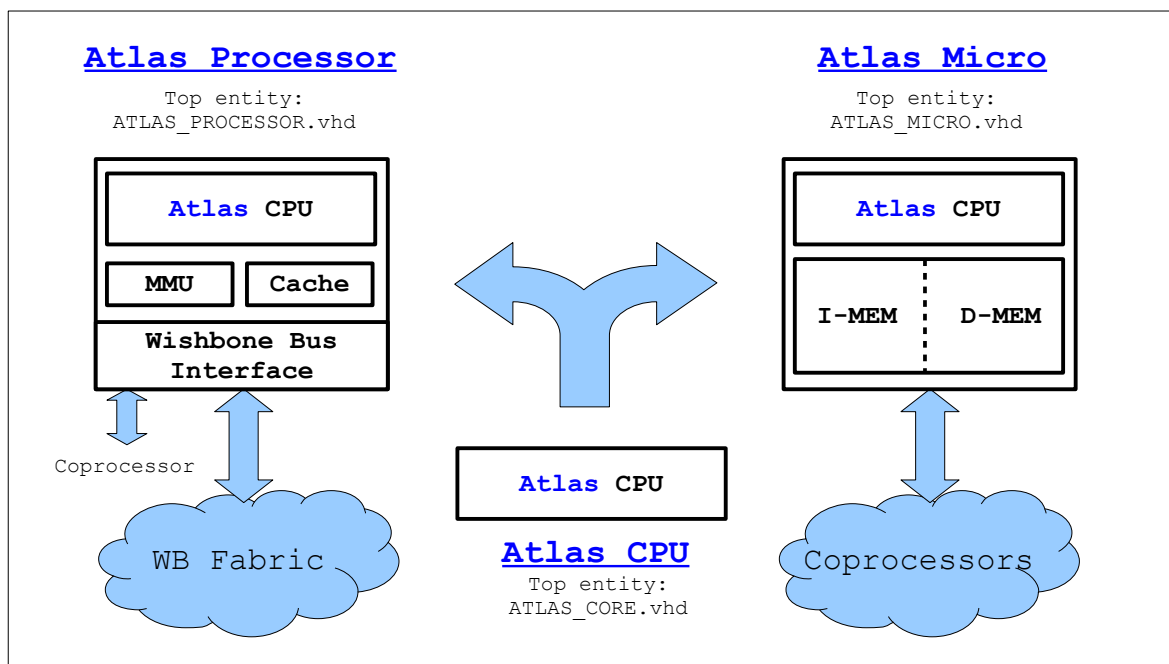 Atlas Processor
Top entity:
ATLAS_PROCESSOR.vhd
Atlas CPU
MMU
Cache
Wishbone Bus
Interface
Coprocessor
WB Fabric
Atlas CPU
Atlas CPU
Top entity:
ATLAS_CORE.vhd
Atlas Micro
Top entity:
ATLAS_MICRO.vhd
Atlas CPU
I-MEM
D-MEM
Coprocessors